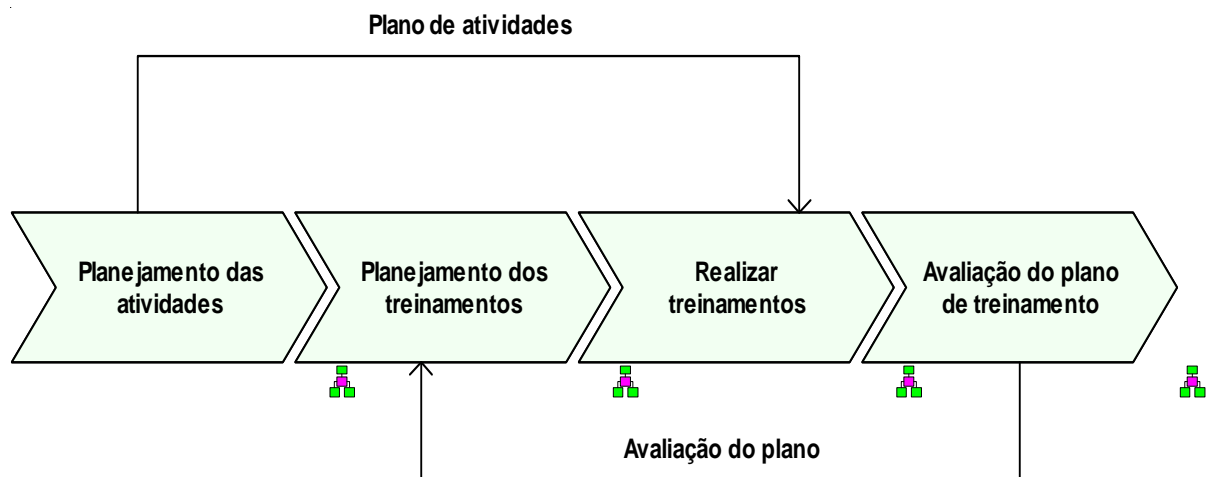 Plano de atividades
Planejamento das
atividades
Planejamento dos
treinamentos
Realizar
treinamentos
Avaliação do plano
de treinamento
Avaliação do plano